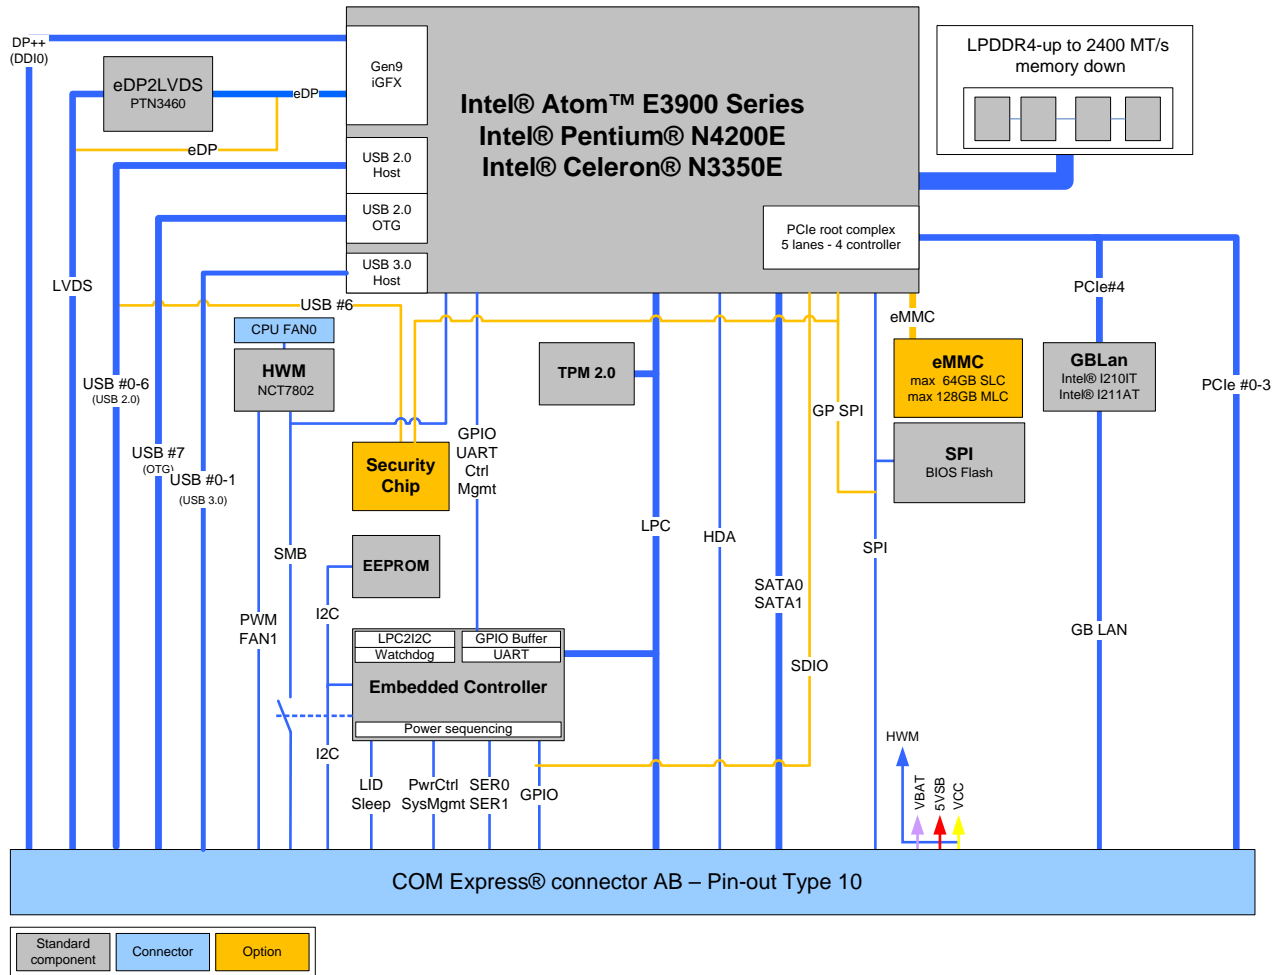 DP++
(DDI0)
eDP2LVDS
PTN3460
eDP
eDP
Gen9
iGFX
Intel® Atom™ E3900 Series
Intel® Pentium® N4200E
Intel® Celeron® N3350E
LPDDR4-up to 2400 MT/s
memory down
USB 2.0
Host
USB 2.0
OTG
USB 3.0
Host
PCIe root complex
5 lanes - 4 controller
LVDS
USB #6
CPU FAN0
HWM
NCT7802
TPM 2.0
eMMC
eMMC
max 64GB SLC
max 128GB MLC
PCIe#4
GBLan
Intel® I210IT
Intel® I211AT
PCIe #0-3
USB #0-6
(USB 2.0)
USB #7
(OTG)
USB #0-1
(USB 3.0)
Security
Chip
GPIO
UART
Ctrl
Mgmt
GP SPI
SPI
BIOS Flash
SMB
EEPROM
LPC
HDA
SPI
SATA0
SATA1
I2C
PWM
FAN1
LPC2I2C
Watchdog
GPIO Buffer
UART
Embedded Controller
Power sequencing
GB LAN
SDIO
I2C
LID
Sleep
PwrCtrl
SysMgmt
SER0
SER1
GPIO
HWM
VBAT
5VSB
VCC
COM Express® connector AB – Pin-out Type 10
Standard
component
Connector
Option